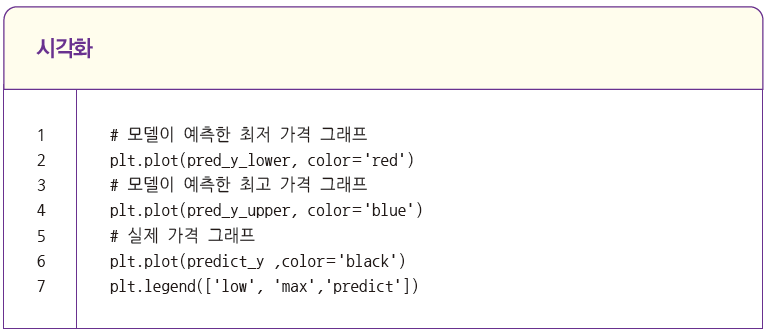 시각화
1 # 모델이 예측한 최저 가격 그래프
2 plt.plot(pred_y_lower, color='red')
3 # 모델이 예측한 최고 가격 그래프
4 plt.plot(pred_y_upper, color='blue')
5 # 실제 가격 그래프
6 plt.plot(predict_y ,color='black')
7 plt.legend(['low', 'max','predict'])